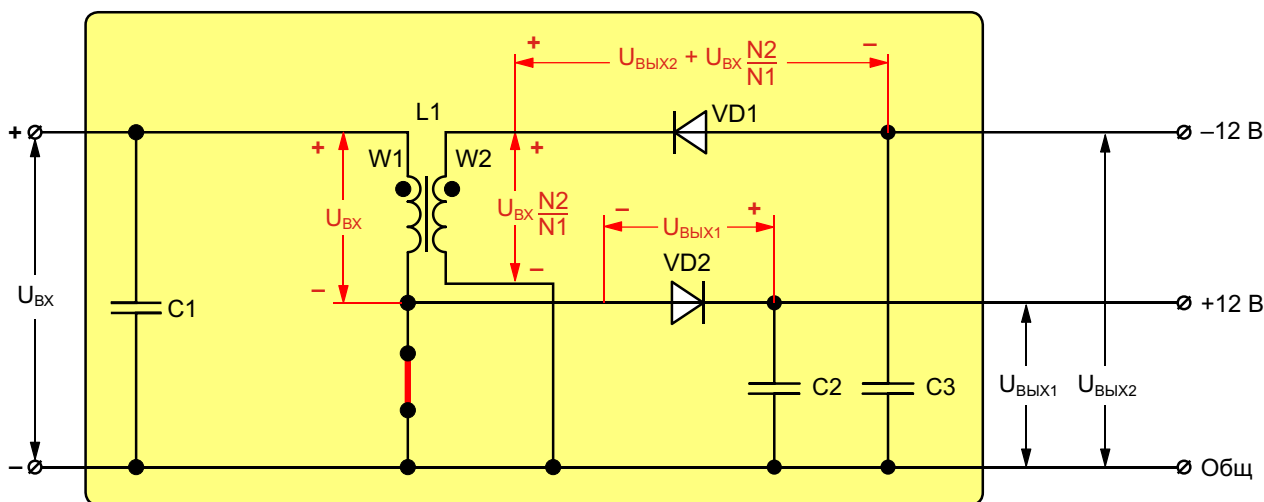 + U_ВЫХ2 + U_ВХ N2/N1 –
L1
VD1
+ –12 В
+ W1 W2 +
U_ВХ U_ВХ N2/N1
– U_ВЫХ1 +
VD2
– –
U_ВХ C1 +12 В
C2 C3 U_ВЫХ1 U_ВЫХ2
– Общ